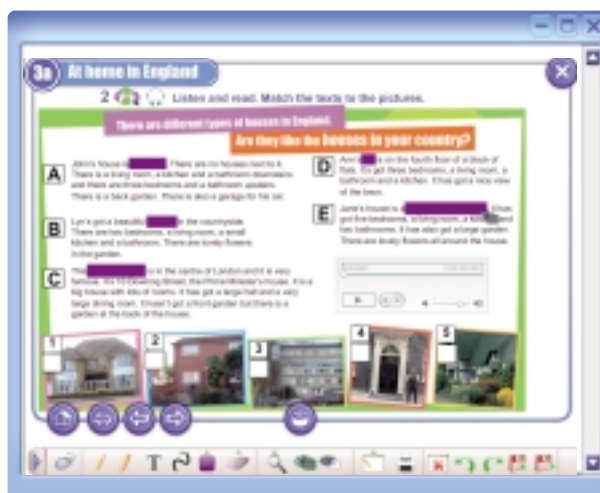 3a At home in England
2 Listen and read. Match the texts to the pictures.
There are different types of houses in England.
Are they like the houses in your country?
A
John's house is There are no houses next to it.
There is a living room, a kitchen and a bathroom downstairs
and there are three bedrooms and a bathroom upstairs.
There is a back garden. There is also a garage for his car.
B
Lyn's got a beautiful in the countryside.
There are two bedrooms, a living room, a small
kitchen and a bathroom. There are lovely flowers
in the garden.
C
This is in the centre of London and it is very
famous. It's 10 Downing Street, the Prime Minister's house. It is a
big house with lots of rooms. It has got a large hall and a very
large dining room. It hasn't got a front garden but there is a
garden at the back of the house.
D
Ann's is on the fourth floor of a block of
flats. It's got three bedrooms, a living room, a
bathroom and a kitchen. It has got a nice view
of the town.
E
Jane's house is a It has
got five bedrooms, a living room, a and
two bathrooms. It has also got a large garden.
There are lovely flowers all around the house.
1
2
3
4
5
T